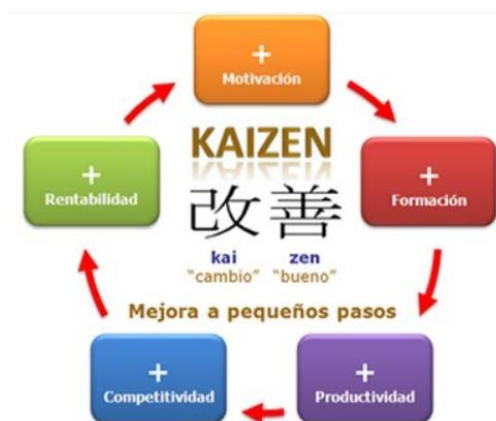 +
Motivación
+
Rentabilidad
KAIZEN
+
Formación
改善
kai zen
"cambio" "bueno"
Mejora a pequeños pasos
+
Competitividad
+
Productividad